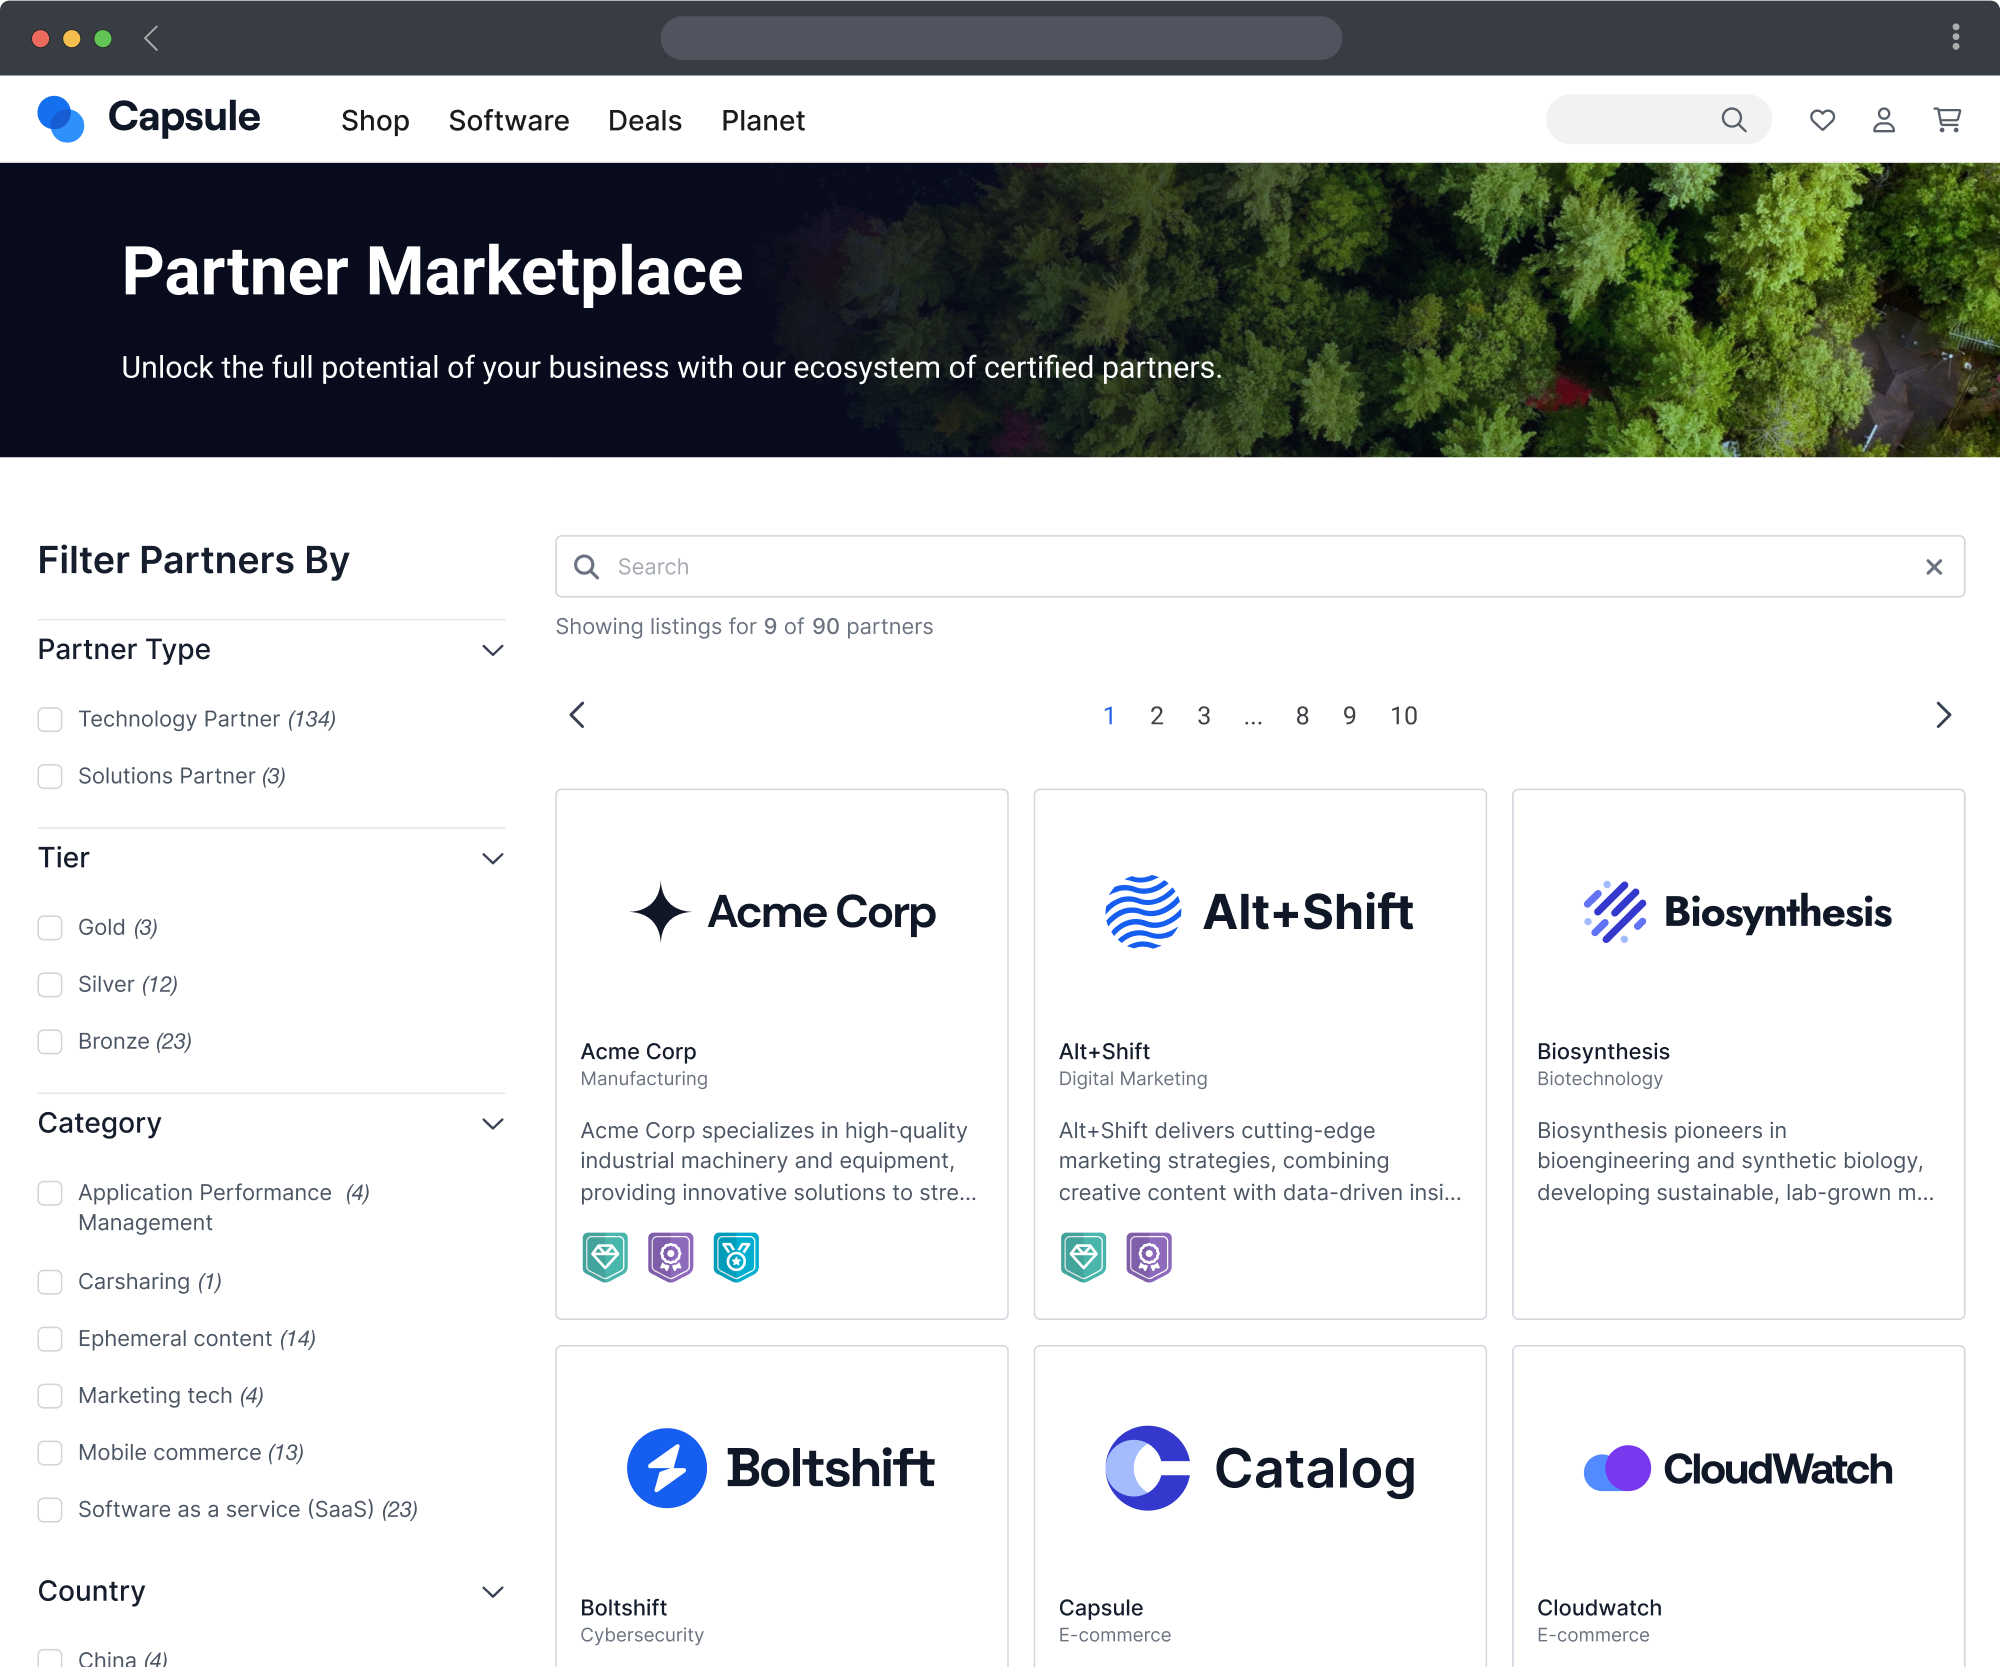 Capsule
Shop
Software
Deals
Planet
Partner Marketplace
Unlock the full potential of your business with our ecosystem of certified partners.
Filter Partners By
Partner Type
Technology Partner (134)
Solutions Partner (3)
Tier
Gold (3)
Silver (12)
Bronze (23)
Category
Application Performance (4)
Management
Carsharing (1)
Ephemeral content (14)
Marketing tech (4)
Mobile commerce (13)
Software as a service (SaaS) (23)
Country
China (4)
Search
Showing listings for 9 of 90 partners
1 2 3 ... 8 9 10
Acme Corp
Acme Corp
Manufacturing
Acme Corp specializes in high-quality
industrial machinery and equipment,
providing innovative solutions to stre...
Alt+Shift
Alt+Shift
Digital Marketing
Alt+Shift delivers cutting-edge
marketing strategies, combining
creative content with data-driven insi...
Biosynthesis
Biosynthesis
Biotechnology
Biosynthesis pioneers in
bioengineering and synthetic biology,
developing sustainable, lab-grown m...
Boltshift
Boltshift
Cybersecurity
Catalog
Capsule
E-commerce
CloudWatch
Cloudwatch
E-commerce